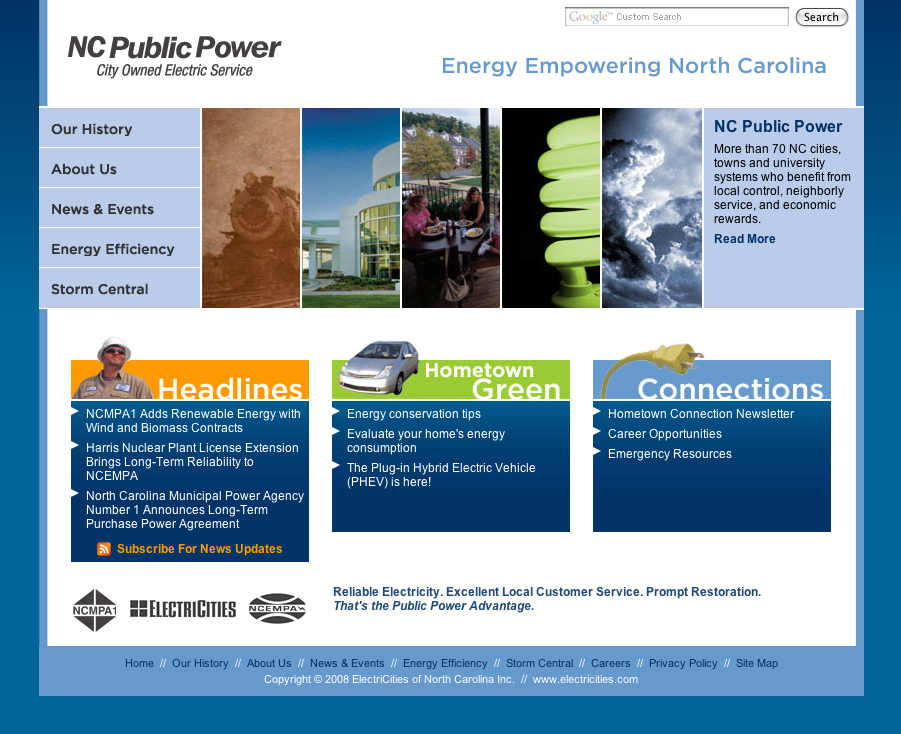 Google™ Custom Search
Search
NC Public Power
City Owned Electric Service
Energy Empowering North Carolina
Our History
About Us
News & Events
Energy Efficiency
Storm Central
NC Public Power
More than 70 NC cities,
towns and university
systems who benefit from
local control, neighborly
service, and economic
rewards.
Read More
Headlines
NCMPA1 Adds Renewable Energy with
Wind and Biomass Contracts
Harris Nuclear Plant License Extension
Brings Long-Term Reliability to
NCEMPA
North Carolina Municipal Power Agency
Number 1 Announces Long-Term
Purchase Power Agreement
Subscribe For News Updates
Hometown
Green
Energy conservation tips
Evaluate your home's energy
consumption
The Plug-in Hybrid Electric Vehicle
(PHEV) is here!
Connections
Hometown Connection Newsletter
Career Opportunities
Emergency Resources
NCMPA1
ELECTRICITIES
NCEMPA
Reliable Electricity. Excellent Local Customer Service. Prompt Restoration.
That's the Public Power Advantage.
Home // Our History // About Us // News & Events // Energy Efficiency // Storm Central // Careers // Privacy Policy // Site Map
Copyright © 2008 ElectriCities of North Carolina Inc. // www.electricities.com